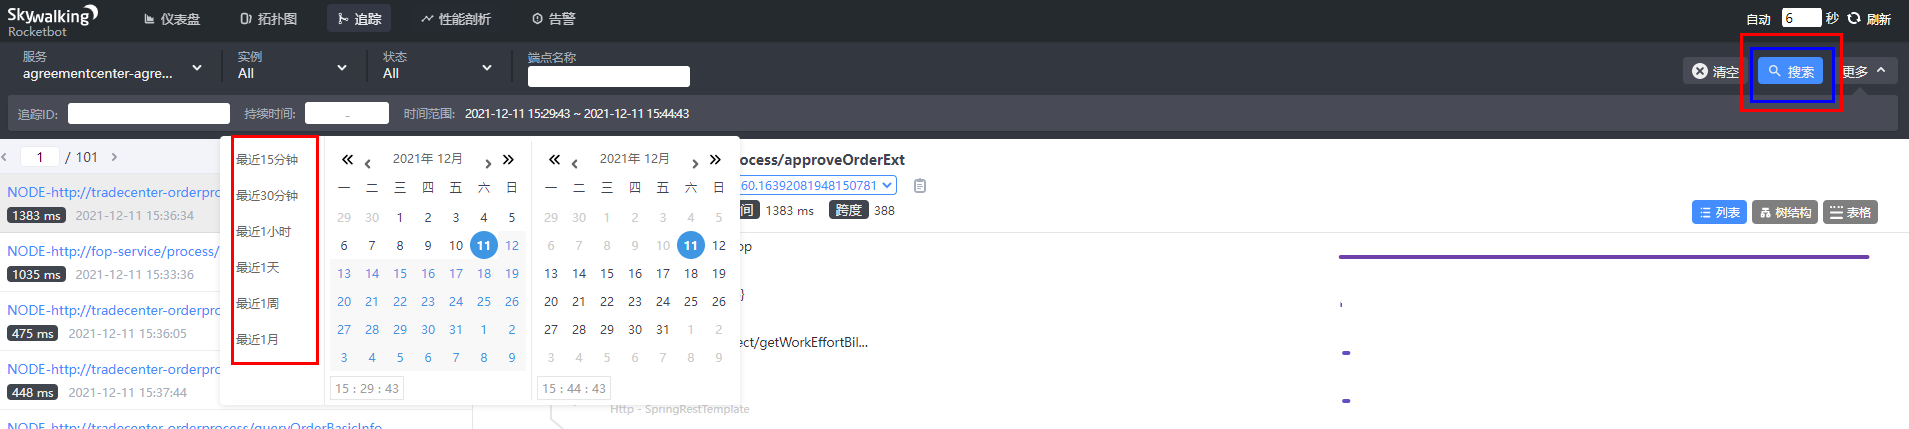 Skywalking
Rocketbot
仪表盘
拓扑图
追踪
性能剖析
告警
自动 6 秒 刷新
服务
agreementcenter-agre...
实例
All
状态
All
端点名称
清空
搜索
更多
追踪ID:
持续时间: -
时间范围: 2021-12-11 15:29:43 ~ 2021-12-11 15:44:43
1 / 101
NODE-http://tradecenter-orderpro
1383 ms 2021-12-11 15:36:34
NODE-http://fop-service/process/
1035 ms 2021-12-11 15:33:36
NODE-http://tradecenter-orderpro
475 ms 2021-12-11 15:36:05
NODE-http://tradecenter-orderpro
448 ms 2021-12-11 15:37:44
NODE-http://tradecenter-orderprocess/queryOrderBasicInfo
最近15分钟
最近30分钟
最近1小时
最近1天
最近1周
最近1月
2021年 12月
一 二 三 四 五 六 日
29 30 1 2 3 4 5
6 7 8 9 10 11 12
13 14 15 16 17 18 19
20 21 22 23 24 25 26
27 28 29 30 31 1 2
3 4 5 6 7 8 9
15 : 29 : 43
2021年 12月
一 二 三 四 五 六 日
29 30 1 2 3 4 5
6 7 8 9 10 11 12
13 14 15 16 17 18 19
20 21 22 23 24 25 26
27 28 29 30 31 1 2
3 4 5 6 7 8 9
15 : 44 : 43
ocess/approveOrderExt
60.16392081948150781
间 1383 ms 跨度 388
列表
树结构
表格
op
}
ect/getWorkEffortBil...
Http - SpringRestTemplate